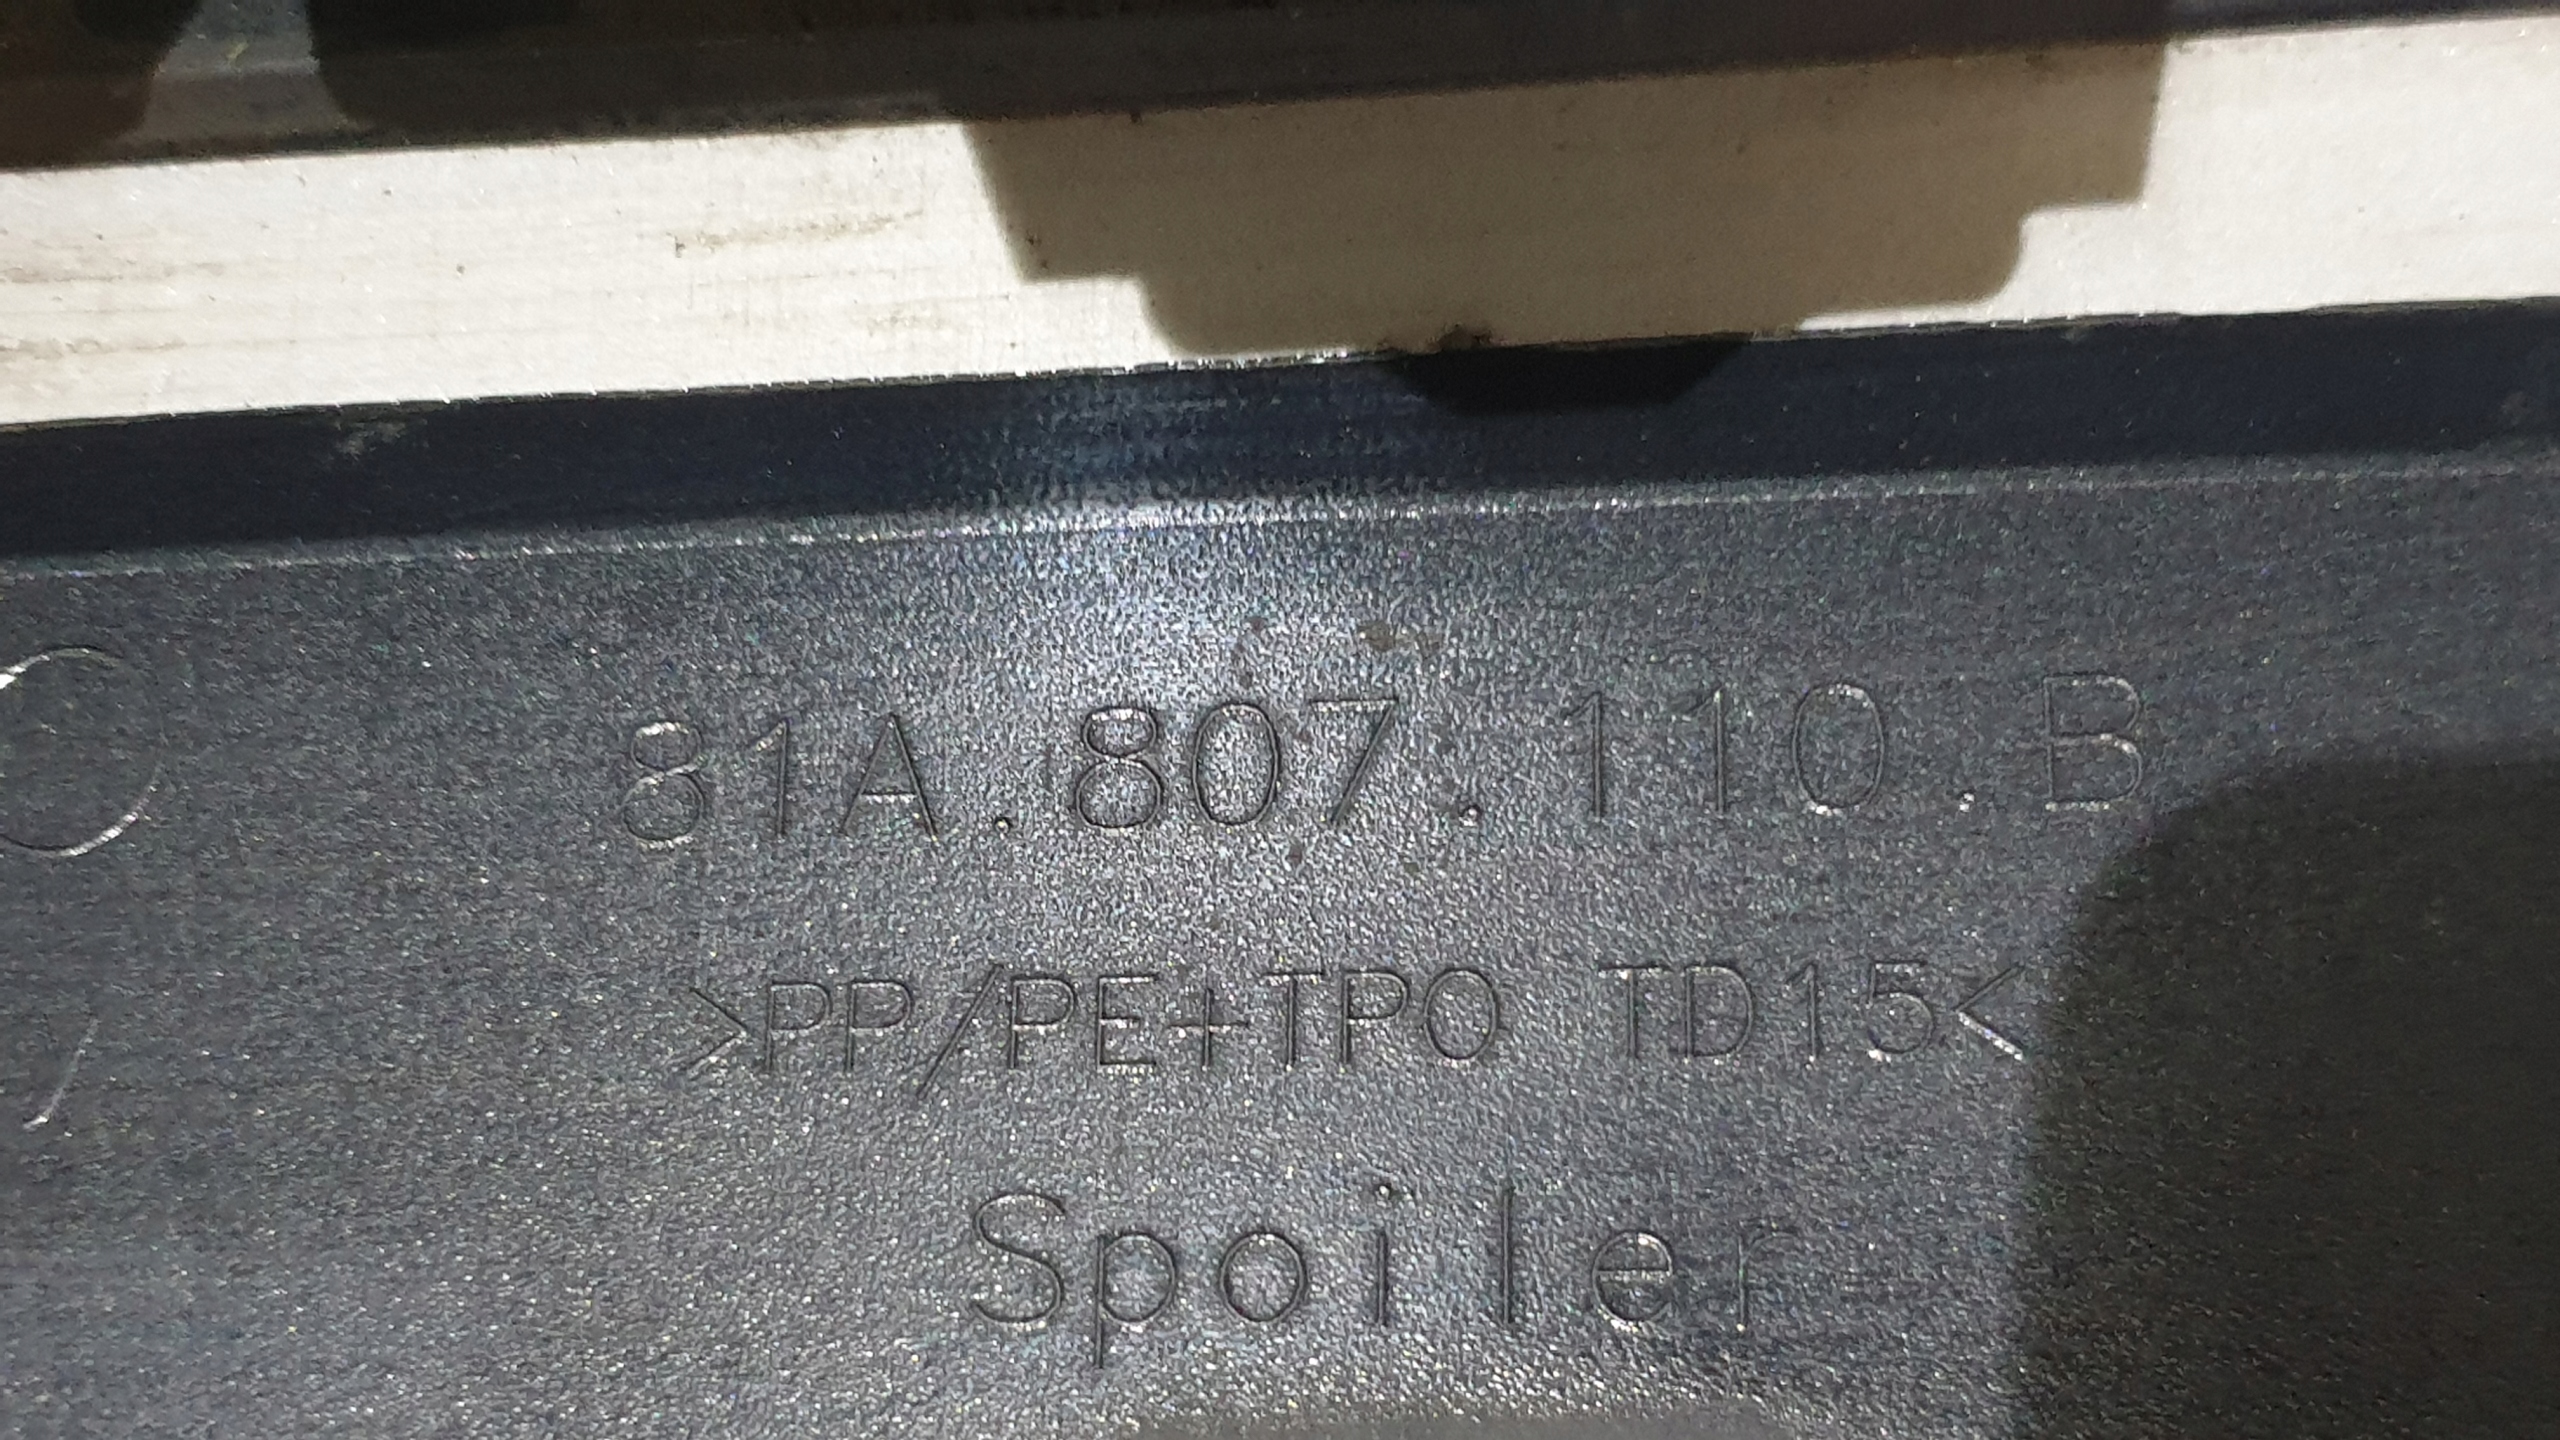 81A.807.110.B
>PP/PE+TPO TD15<
Spoiler